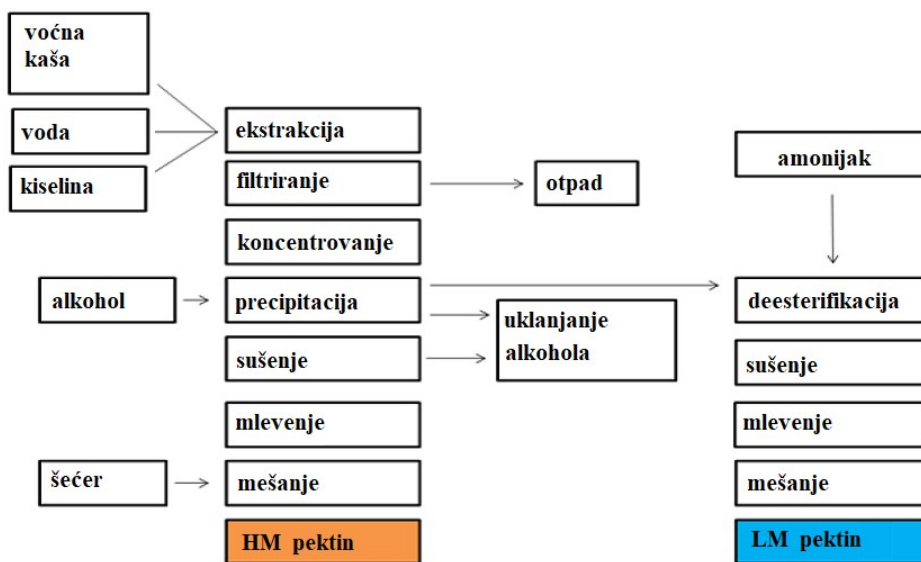 voćna
kaša
voda
kiselina
ekstrakcija
filtriranje
otpad
amonijak
koncentrovanje
alkohol
precipitacija
uklanjanje
alkohola
deesterifikacija
sušenje
sušenje
mlevenje
mlevenje
šećer
mešanje
mešanje
HM pektin
LM pektin